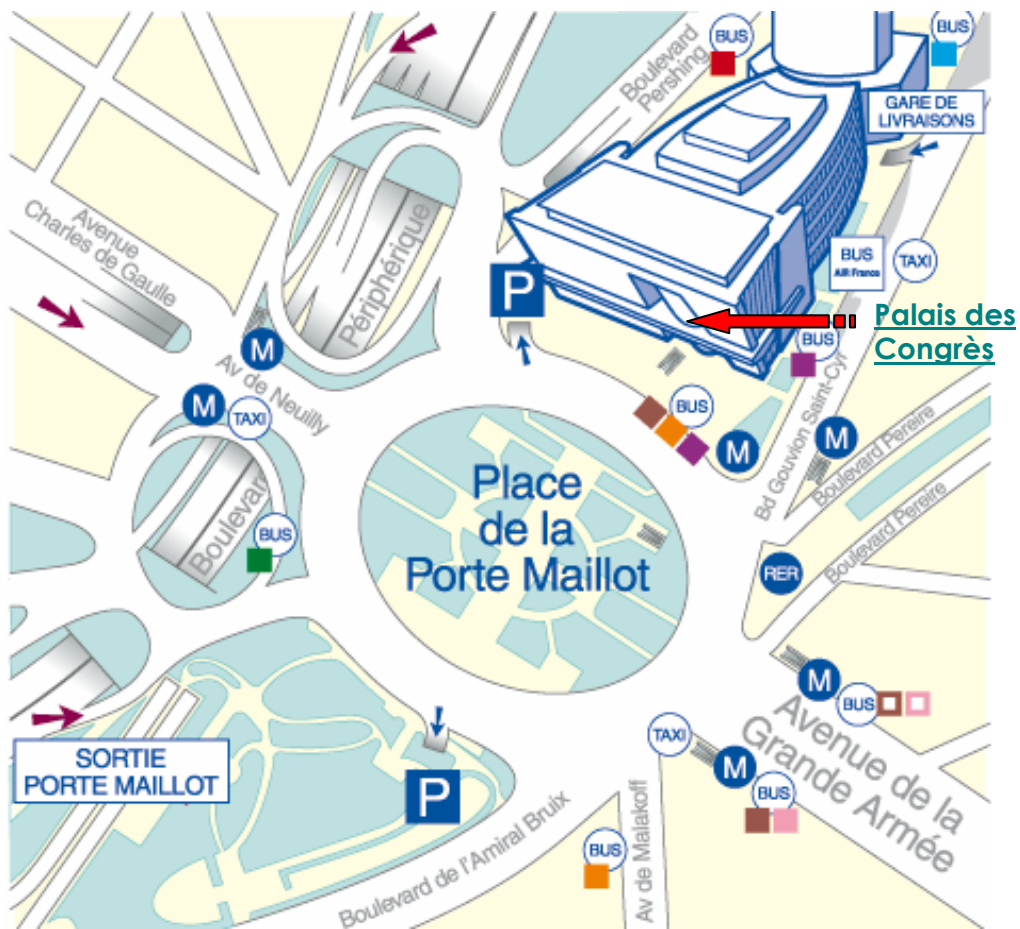 BUS
BUS
Boulevard
Pershing
GARE DE
LIVRAISONS
Avenue
Charles de Gaulle
Périphérique
P
BUS
AIR France
TAXI
Palais des
Congrès
BUS
M
Av de Neuilly
M
TAXI
BUS
M
M
Bd Gouvion Saint-Cyr
Boulevard Pereire
Boulevard Pereire
Place
de la
Porte Maillot
Boulevard
BUS
RER
M
BUS
Avenue de la
Grande Armée
TAXI
M
BUS
SORTIE
PORTE MAILLOT
P
Boulevard de l'Amiral Bruix
BUS
Av de Malakoff